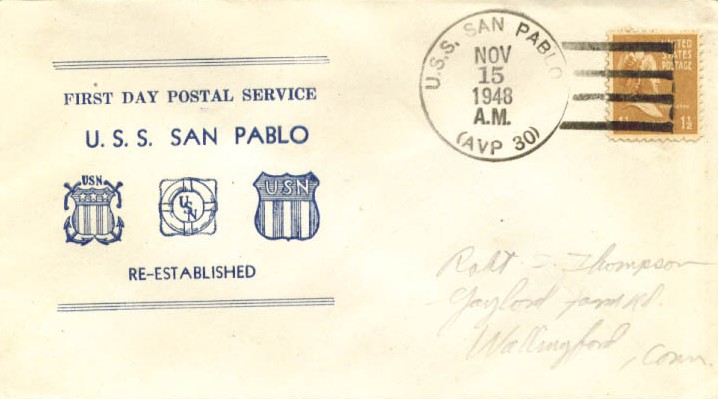 FIRST DAY POSTAL SERVICE
U. S. S. SAN PABLO
USN
USN
USN
RE-ESTABLISHED
U.S.S. SAN PABLO
NOV
15
1948
A.M.
(AVP 30)
UNITED
STATES
POSTAGE
1½
Robt Thompson
Gaylord Farm Rd.
Wallingford, Conn.